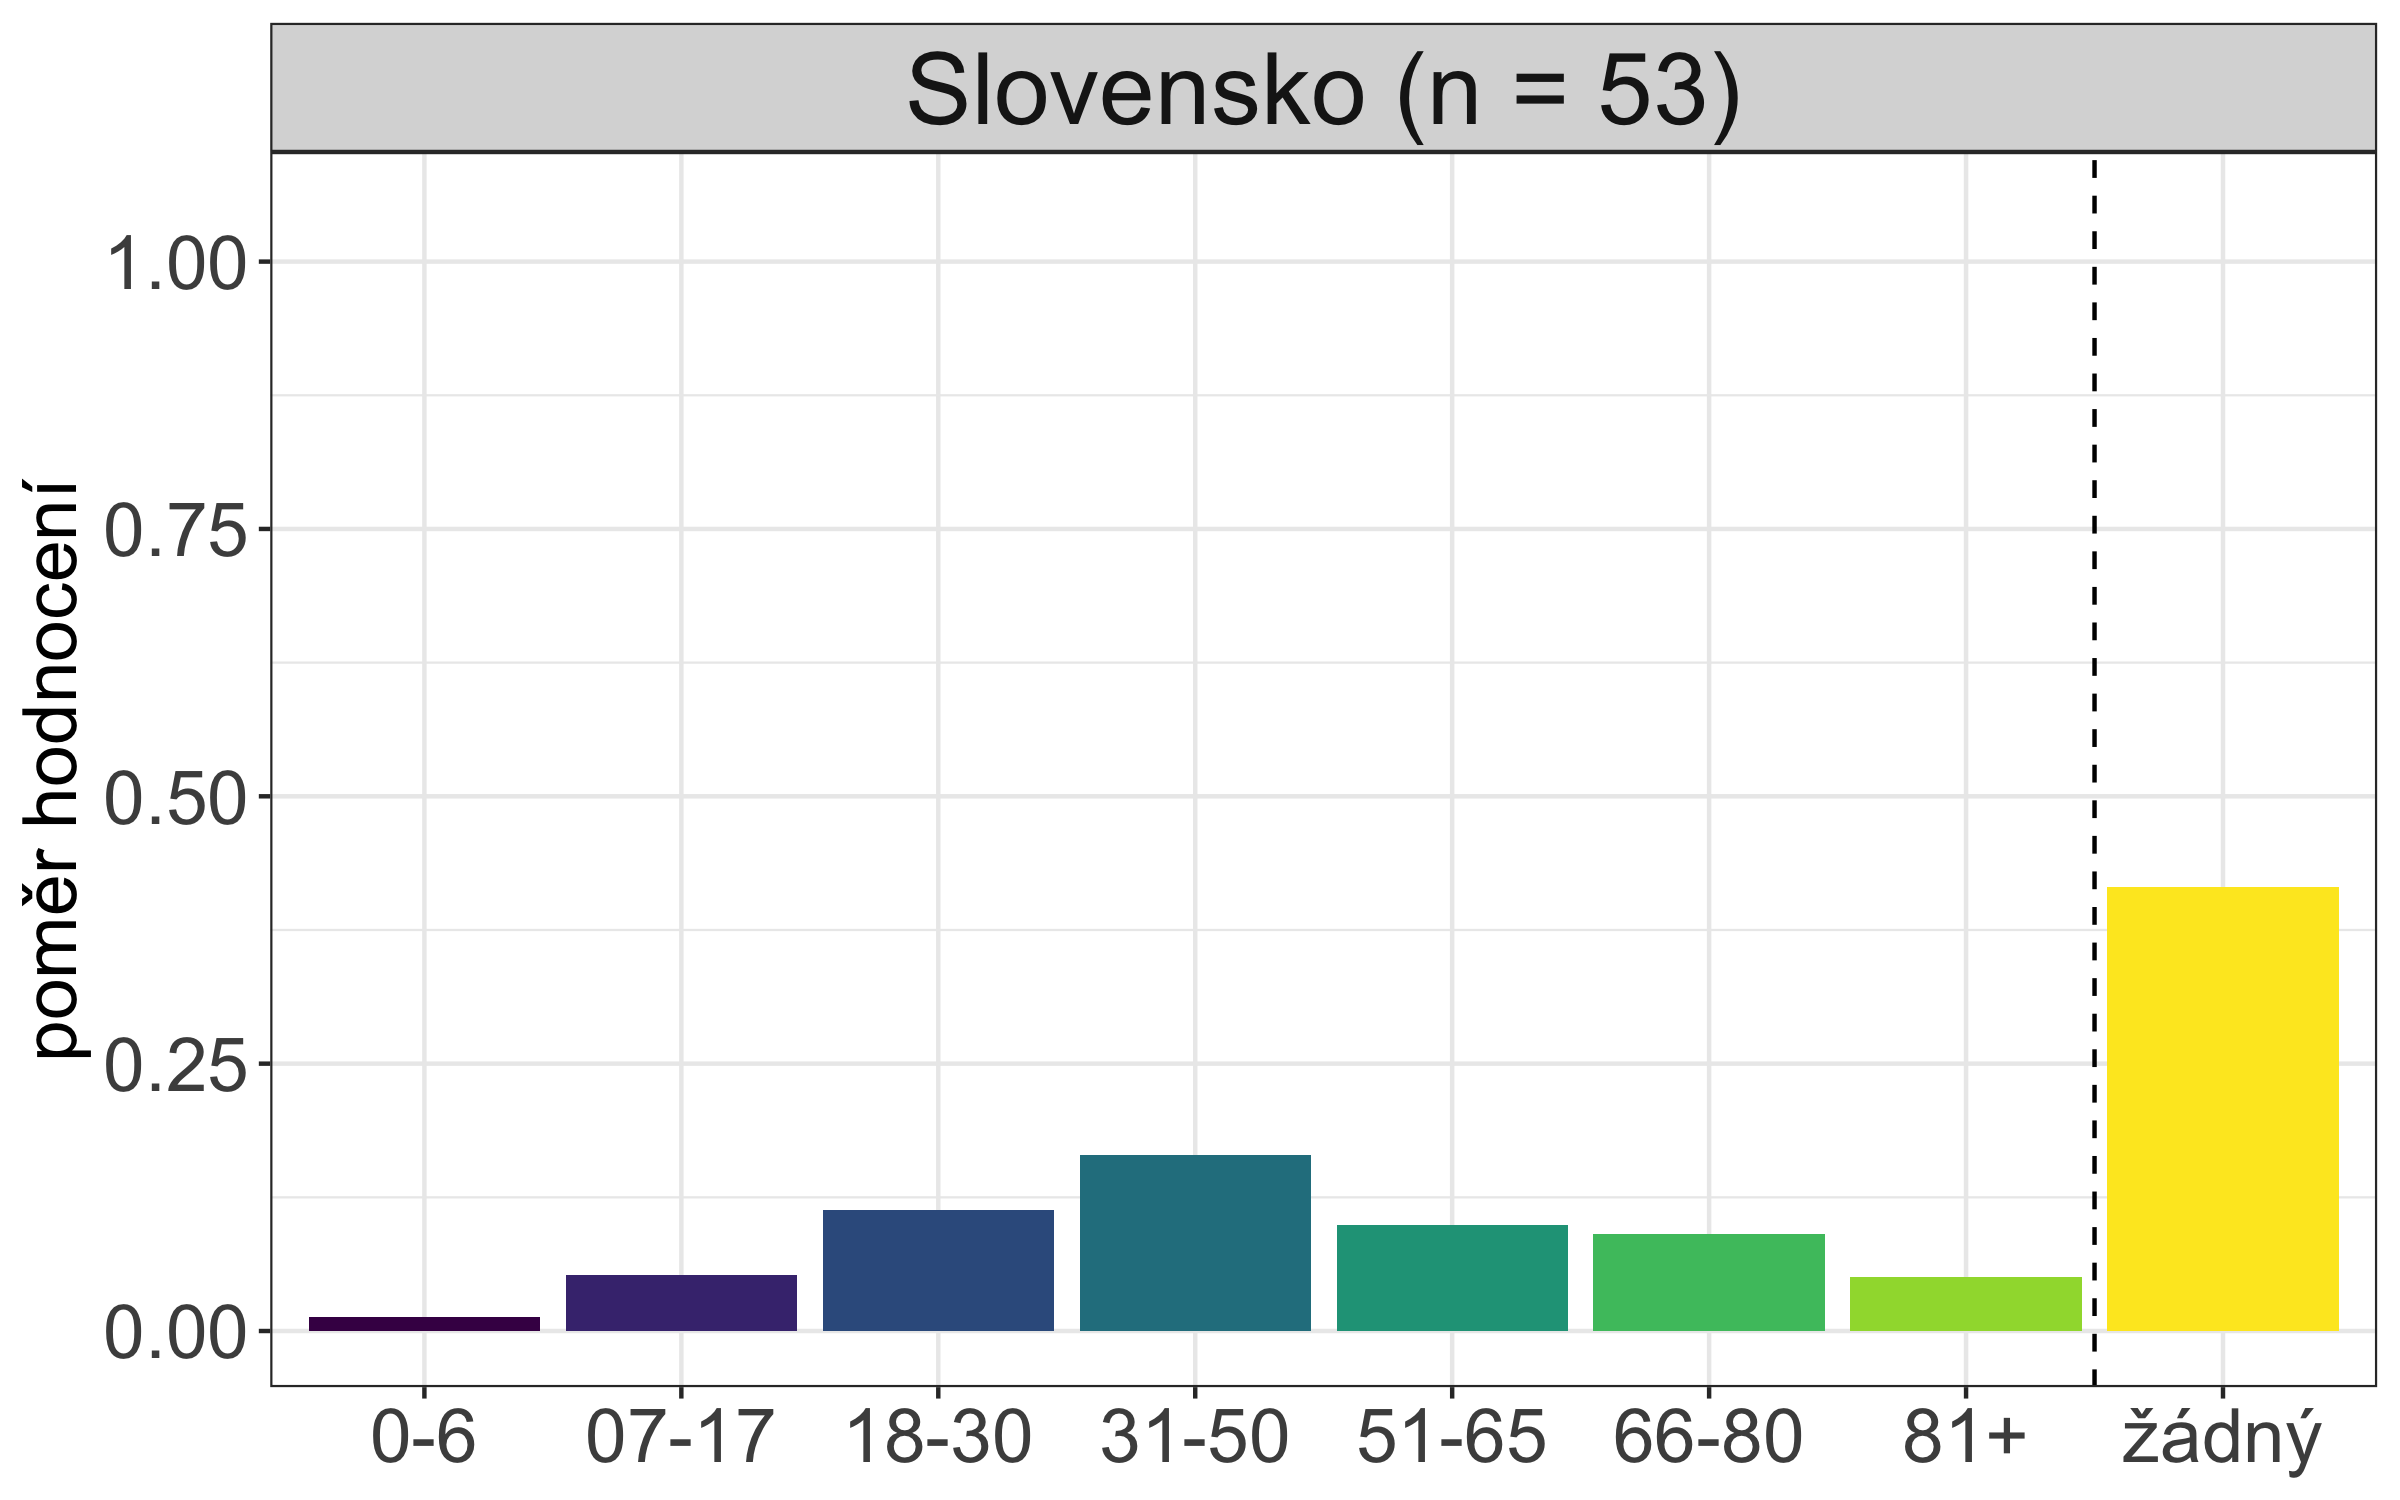 Slovensko (n = 53)
poměr hodnocení
1.00
0.75
0.50
0.25
0.00
0-6 07-17 18-30 31-50 51-65 66-80 81+ žádný